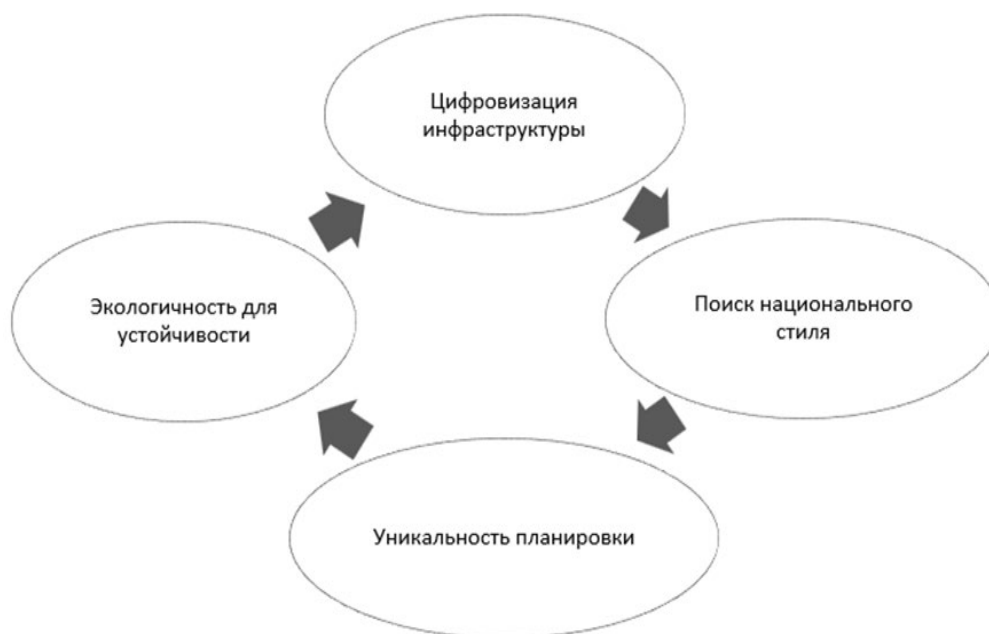 Цифровизация
инфраструктуры
Экологичность для
устойчивости
Поиск национального
стиля
Уникальность планировки